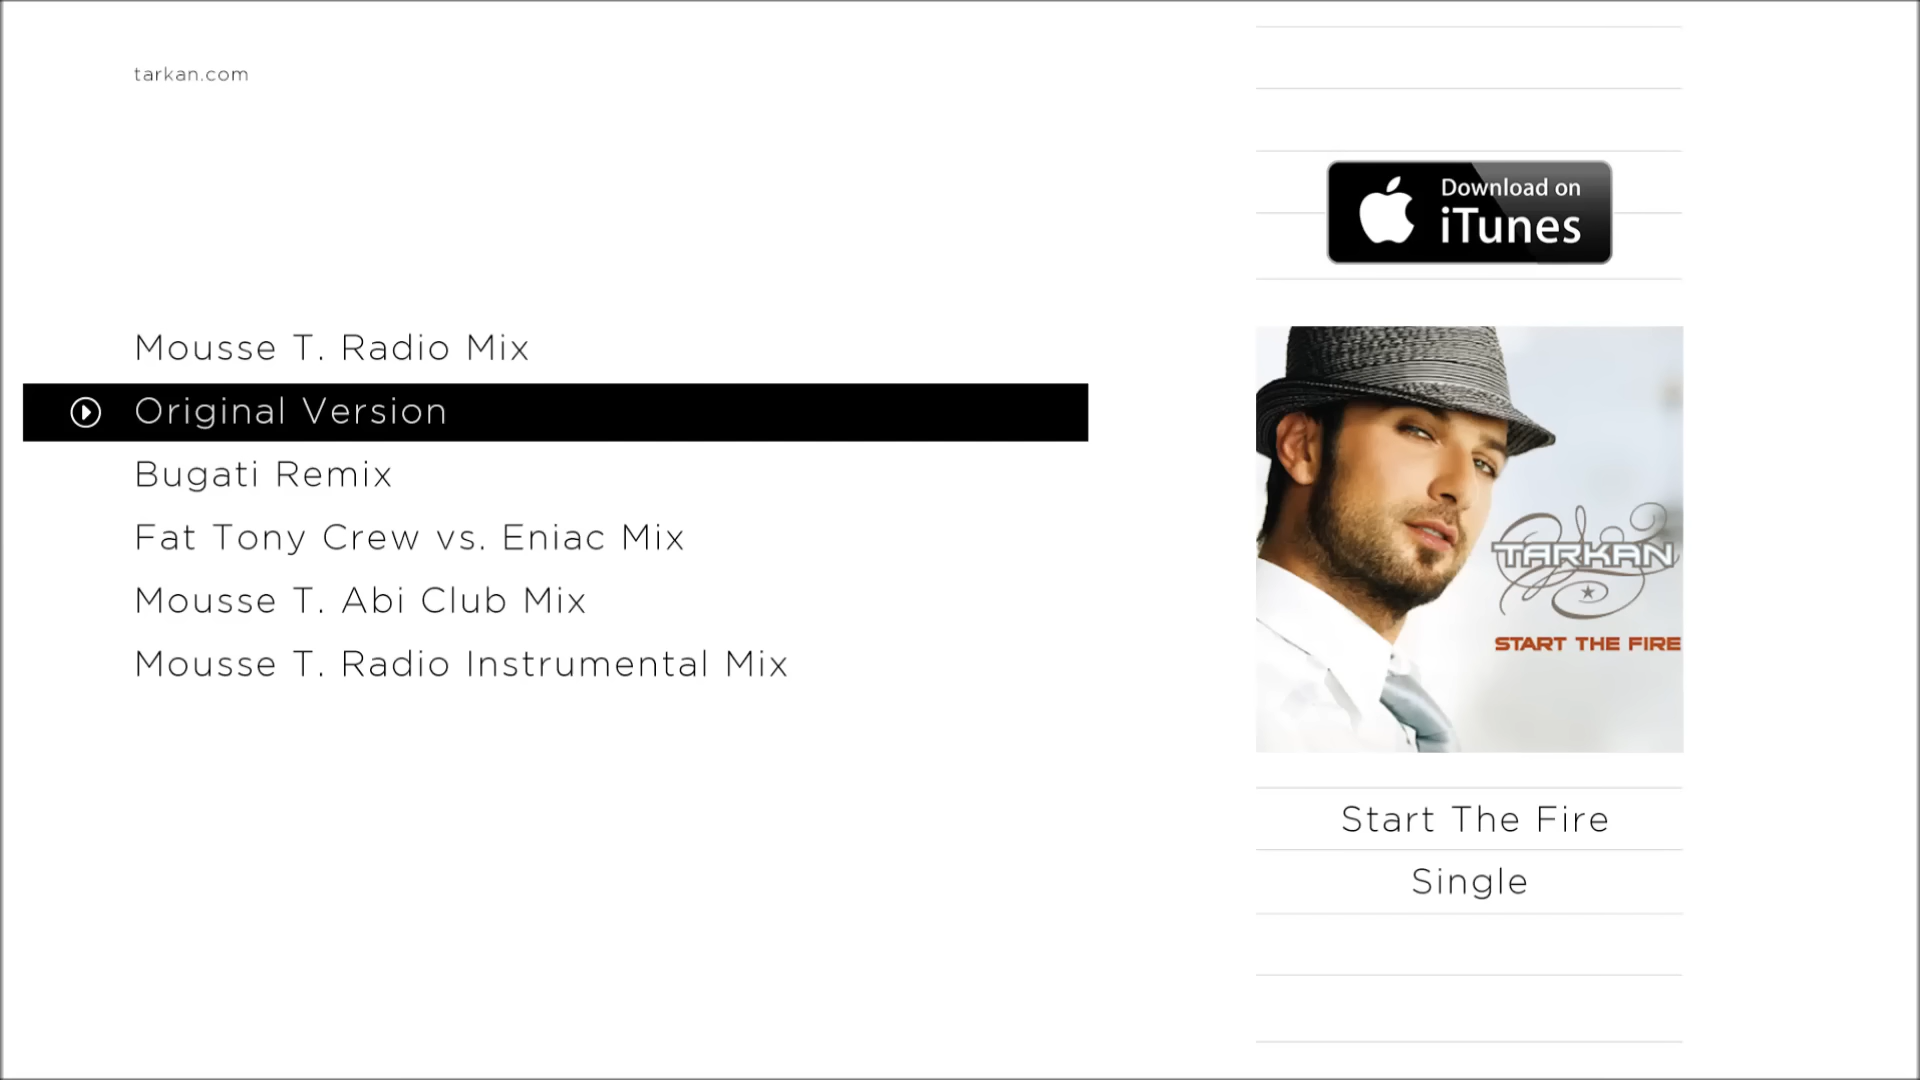 tarkan.com
Mousse T. Radio Mix
Original Version
Bugati Remix
Fat Tony Crew vs. Eniac Mix
Mousse T. Abi Club Mix
Mousse T. Radio Instrumental Mix
Download on
iTunes
TARKAN
START THE FIRE
Start The Fire
Single